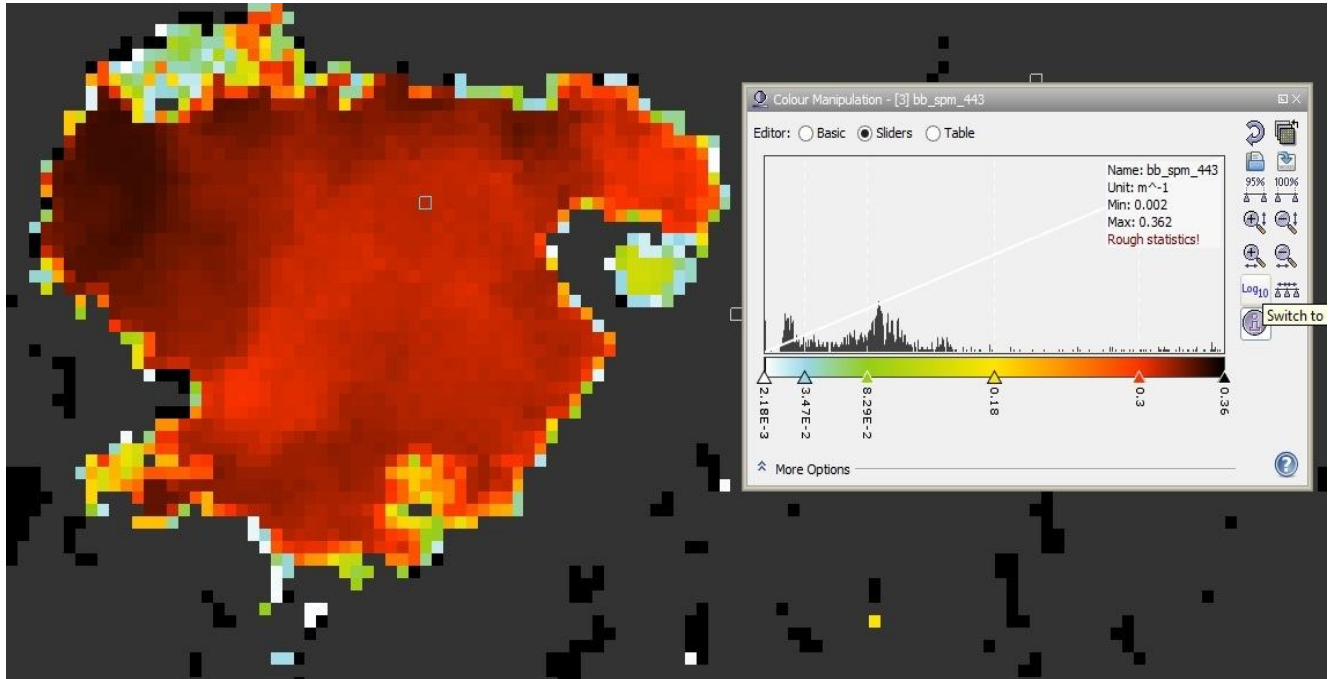 Colour Manipulation - [3] bb_spm_443
Editor: Basic Sliders Table
Name: bb_spm_443
Unit: m^-1
Min: 0.002
Max: 0.362
Rough statistics!
95% 100%
Log10
Switch to
2.18E-3
3.47E-2
8.29E-2
0.18
0.3
0.36
More Options
?